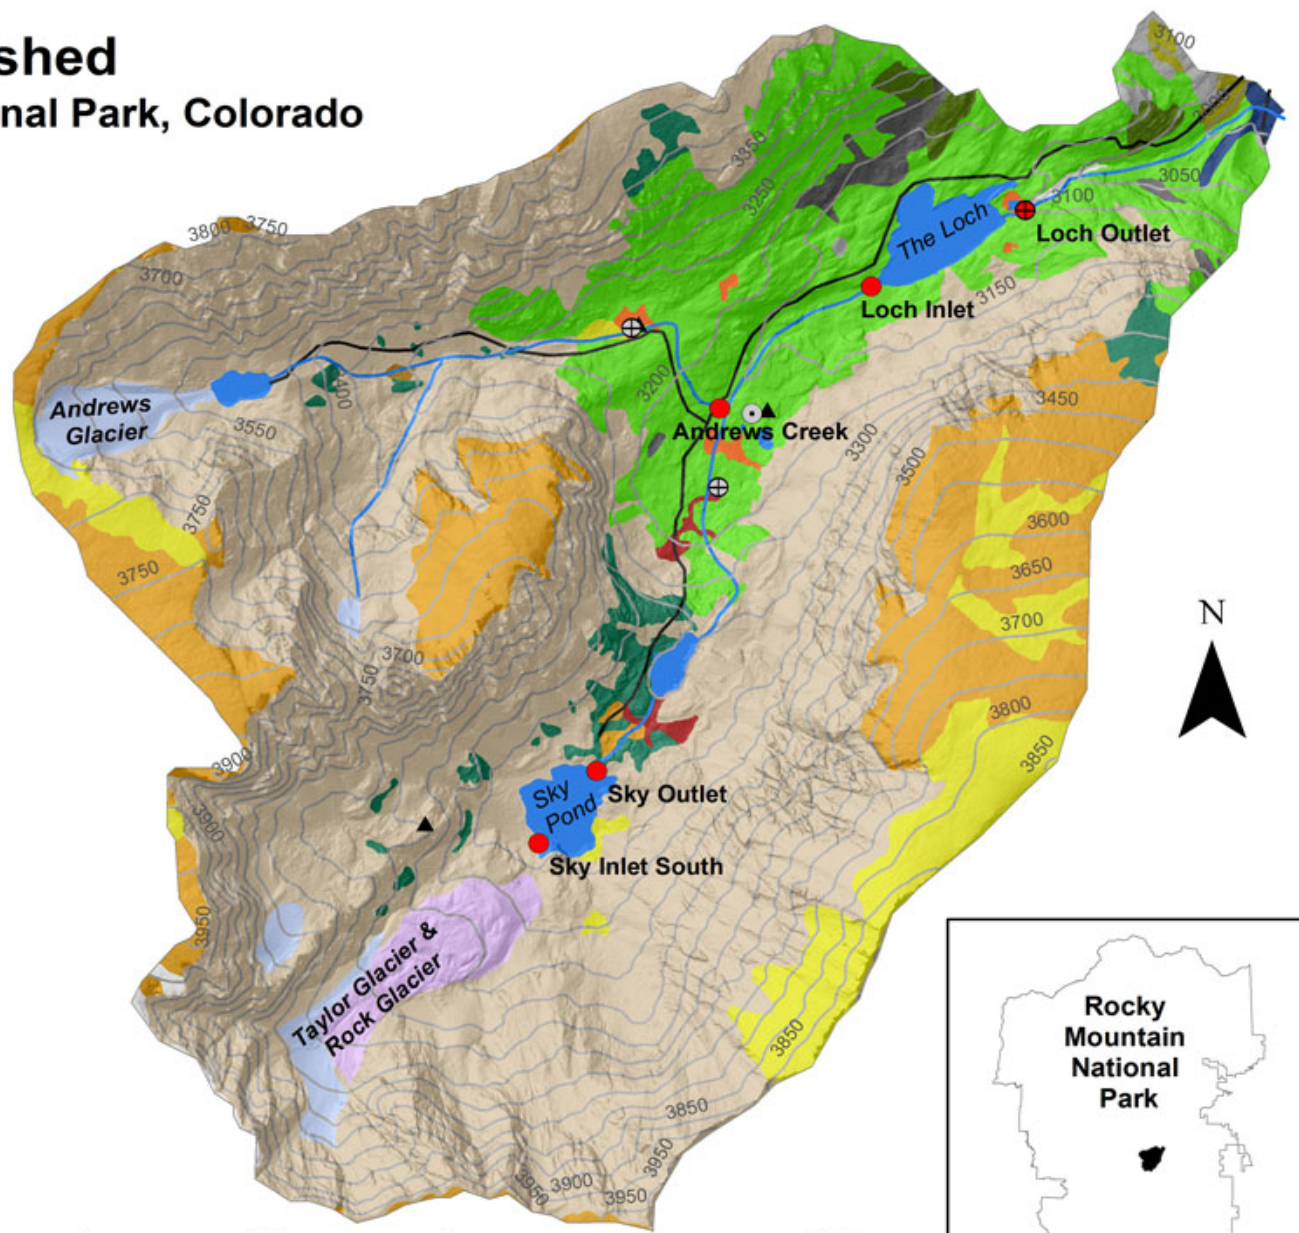 shed
nal Park, Colorado
3100
3350
3250
3050
3100
The Loch
Loch Outlet
3800
3750
3700
3150
Loch Inlet
3200
Andrews
Glacier
3550
3450
Andrews Creek
3300
3500
3750
3600
3750
3650
N
3700
3700
3750
3800
3850
3900
Sky
Pond
Sky Outlet
3900
Sky Inlet South
3950
Taylor Glacier &
Rock Glacier
Rocky
Mountain
National
Park
3850
3850
3950
3900
3950
3950